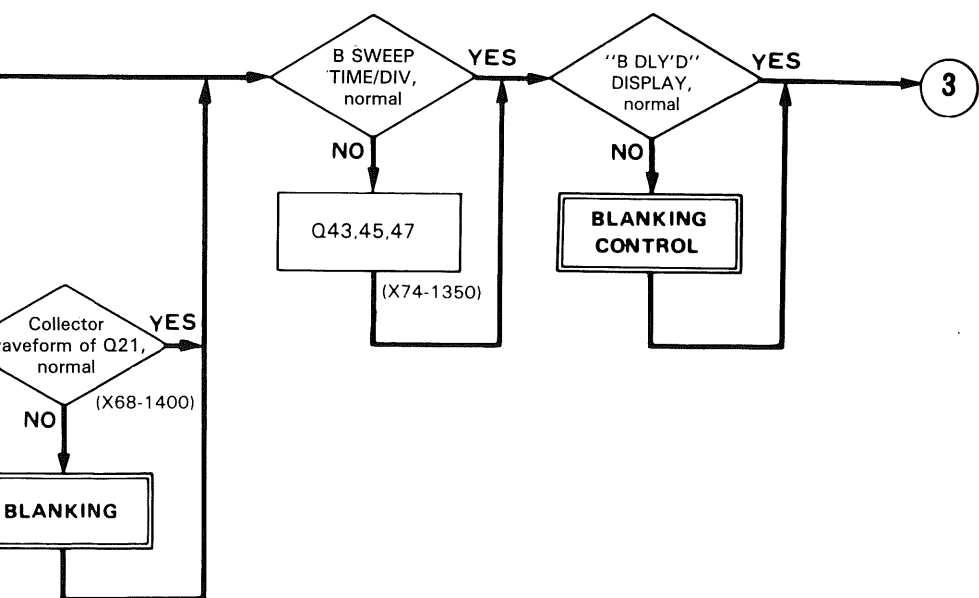 B SWEEP
TIME/DIV,
normal
YES
"B DLY'D"
DISPLAY,
normal
YES
3
NO
Q43,45,47
(X74-1350)
NO
BLANKING
CONTROL
Collector
waveform of Q21,
normal
YES
(X68-1400)
NO
BLANKING